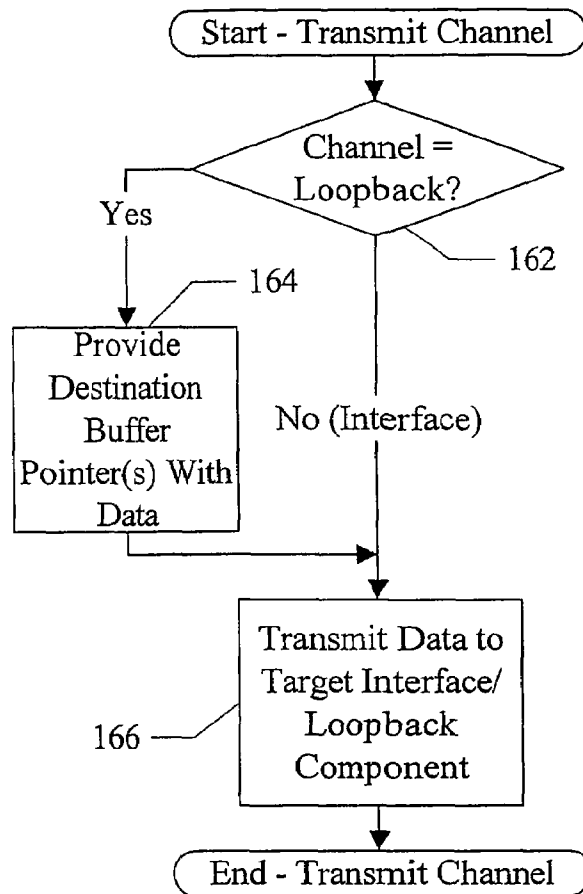 Start - Transmit Channel
Channel =
Loopback?
Yes
162
164
Provide
Destination
Buffer
Pointer(s) With
Data
No (Interface)
Transmit Data to
Target Interface/
Loopback
Component
166
End - Transmit Channel